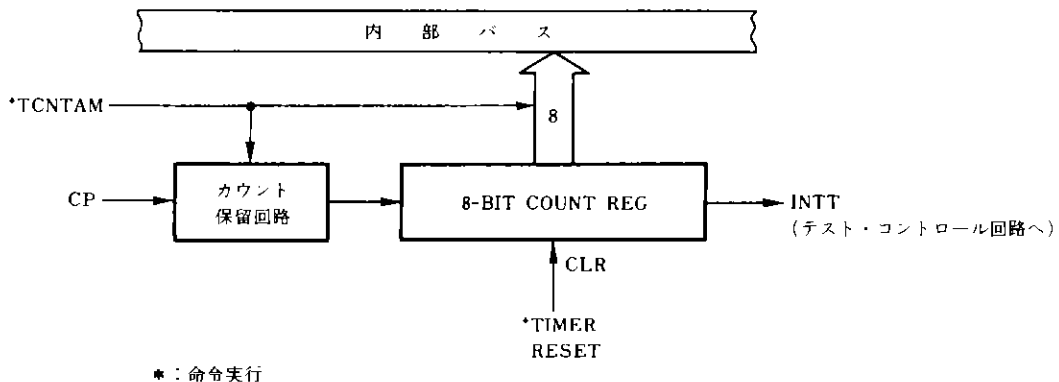 内部バス
*TCNTAM
8
CP
カウント
保留回路
8-BIT COUNT REG
INTT
(テスト・コントロール回路へ)
CLR
*TIMER
RESET
*：命令実行